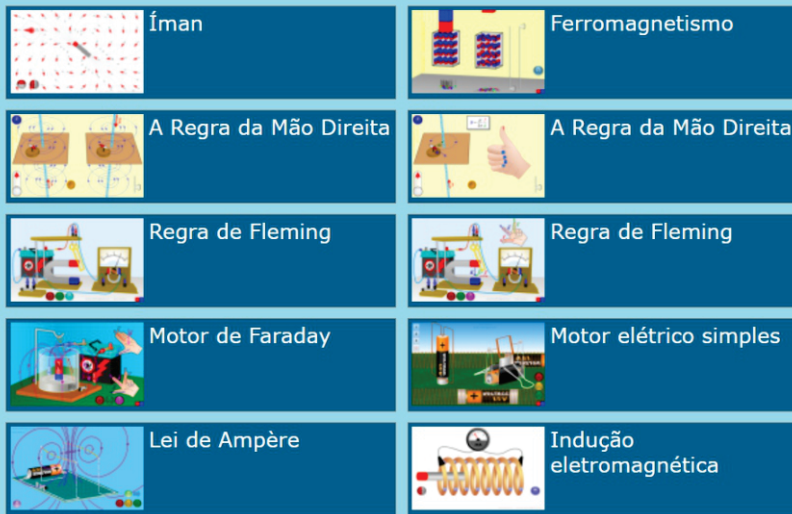 Íman
Ferromagnetismo
A Regra da Mão Direita
A Regra da Mão Direita
Regra de Fleming
Regra de Fleming
Motor de Faraday
Motor elétrico simples
Lei de Ampère
Indução
eletromagnética